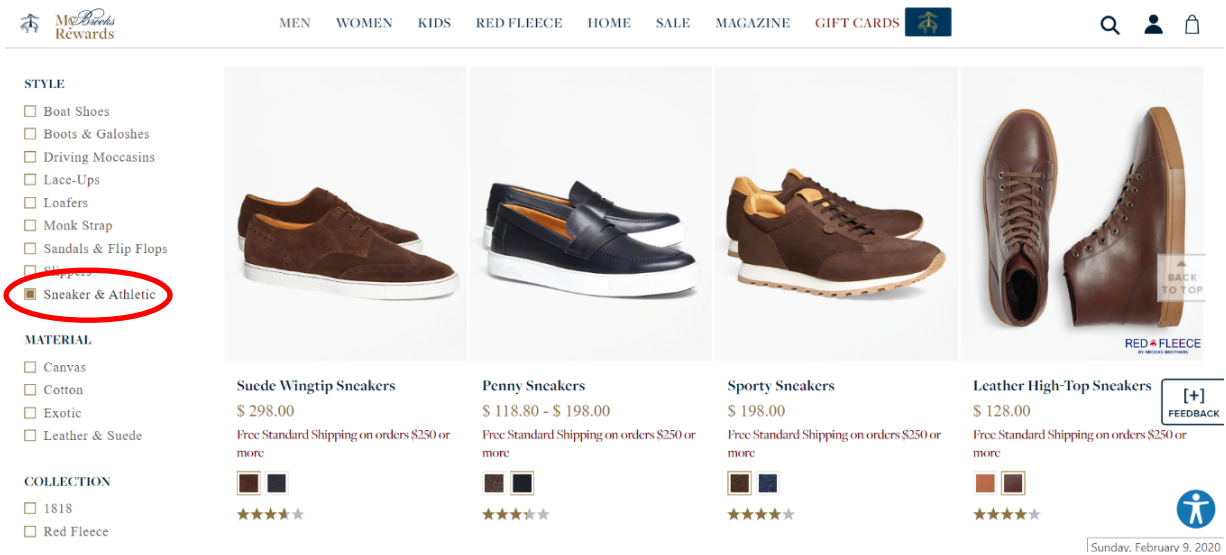 My Brooks
Rewards
MEN WOMEN KIDS RED FLEECE HOME SALE MAGAZINE GIFT CARDS
STYLE
Boat Shoes
Boots & Galoshes
Driving Moccasins
Lace-Ups
Loafers
Monk Strap
Sandals & Flip Flops
Slippers
Sneaker & Athletic
MATERIAL
Canvas
Cotton
Exotic
Leather & Suede
COLLECTION
1818
Red Fleece
BACK
TO TOP
RED FLEECE
BY BROOKS BROTHERS
Suede Wingtip Sneakers
$ 298.00
Free Standard Shipping on orders $250 or
more
Penny Sneakers
$ 118.80 - $ 198.00
Free Standard Shipping on orders $250 or
more
Sporty Sneakers
$ 198.00
Free Standard Shipping on orders $250 or
more
Leather High-Top Sneakers
$ 128.00
Free Standard Shipping on orders $250 or
more
[+]
FEEDBACK
Sunday, February 9, 2020